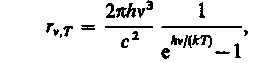 r_{ν,T} = \frac{2πhν^3}{c^2} \frac{1}{e^{hν/(kT)} − 1},